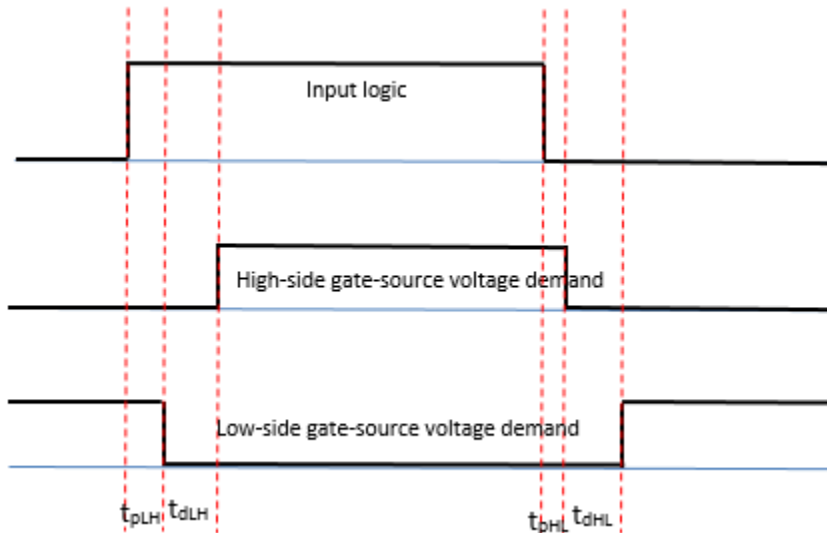 Input logic
High-side gate-source voltage demand
Low-side gate-source voltage demand
tpLH tdLH tpHL tdHL